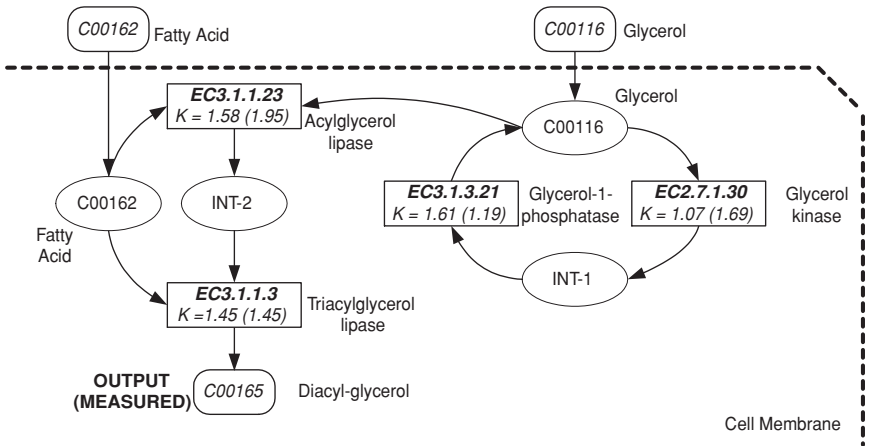 C00162 Fatty Acid
C00116 Glycerol
EC3.1.1.23
K = 1.58 (1.95)
Acylglycerol
lipase
Glycerol
C00116
C00162
Fatty
Acid
INT-2
EC3.1.3.21
K = 1.61 (1.19)
Glycerol-1-
phosphatase
EC2.7.1.30
K = 1.07 (1.69)
Glycerol
kinase
INT-1
EC3.1.1.3
K =1.45 (1.45)
Triacylglycerol
lipase
OUTPUT
(MEASURED)
C00165
Diacyl-glycerol
Cell Membrane